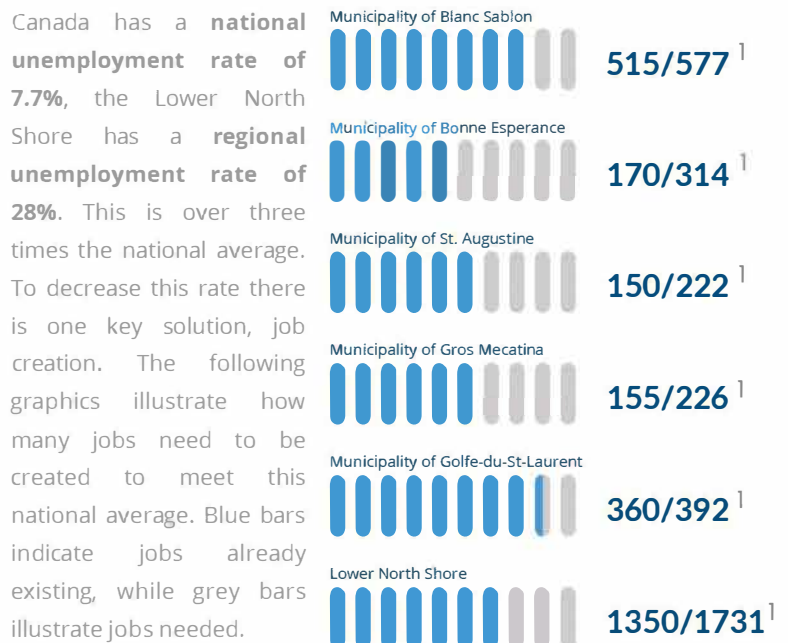 Canada has a national
unemployment rate of
7.7%, the Lower North
Shore has a regional
unemployment rate of
28%. This is over three
times the national average.
To decrease this rate there
is one key solution, job
creation. The following
graphics illustrate how
many jobs need to be
created to meet this
national average. Blue bars
indicate jobs already
existing, while grey bars
illustrate jobs needed.
Municipality of Blanc Sablon
515/577 1
Municipality of Bonne Esperance
170/314 1
Municipality of St. Augustine
150/222 1
Municipality of Gros Mecatina
155/226 1
Municipality of Golfe-du-St-Laurent
360/392 1
Lower North Shore
1350/1731 1